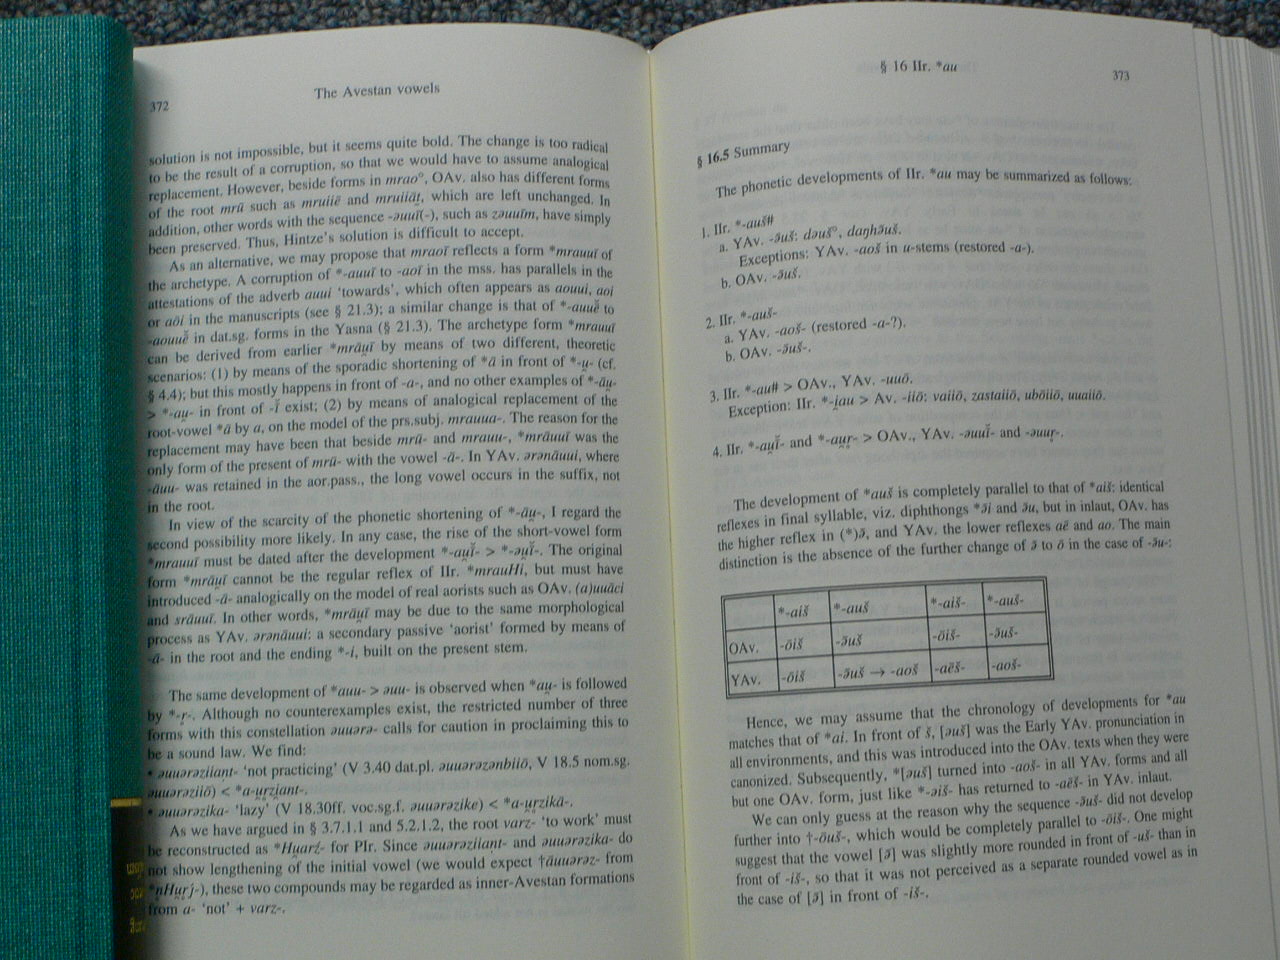 372
The Avestan vowels
solution is not impossible, but it seems quite bold. The change is too radical
to be the result of a corruption, so that we would have to assume analogical
replacement. However, beside forms in mrao°, OAv. also has different forms
of the root mrū such as mruiiē and mruiiāt̰, which are left unchanged. In
addition, other words with the sequence -əuuī̆(-), such as zəuuīm, have simply
been preserved. Thus, Hintze's solution is difficult to accept.
As an alternative, we may propose that mraoī reflects a form *mrauuī of
the archetype. A corruption of *-auuī to -aoī in the mss. has parallels in the
attestations of the adverb auui 'towards', which often appears as aouui, aoi
or aōi in the manuscripts (see § 21.3); a similar change is that of *-auuē̆ to
-aouuē̆ in dat.sg. forms in the Yasna (§ 21.3). The archetype form *mrauuī
can be derived from earlier *mrāu̯ī by means of two different, theoretic
scenarios: (1) by means of the sporadic shortening of *ā in front of *-u̯- (cf.
§ 4.4); but this mostly happens in front of -a-, and no other examples of *-āu̯-
> *-au̯- in front of -ī̆ exist; (2) by means of analogical replacement of the
root-vowel *ā by a, on the model of the prs.subj. mrauua-. The reason for the
replacement may have been that beside mrū- and mrauu-, *mrāuuī was the
only form of the present of mrū- with the vowel -ā-. In YAv. ərənāuui, where
-āuu- was retained in the aor.pass., the long vowel occurs in the suffix, not
in the root.
In view of the scarcity of the phonetic shortening of *-āu̯-, I regard the
second possibility more likely. In any case, the rise of the short-vowel form
*mrauuī must be dated after the development *-au̯ī̆- > *-əu̯ī̆-. The original
form *mrāu̯ī cannot be the regular reflex of IIr. *mrauHi, but must have
introduced -ā- analogically on the model of real aorists such as OAv. (a)uuāci
and srāuuī. In other words, *mrāu̯ī may be due to the same morphological
process as YAv. ərənāuui: a secondary passive 'aorist' formed by means of
-ā- in the root and the ending *-i, built on the present stem.
The same development of *auu- > əuu- is observed when *au̯- is followed
by *-r̥-. Although no counterexamples exist, the restricted number of three
forms with this constellation əuuərə- calls for caution in proclaiming this to
be a sound law. We find:
• əuuərəziiant- 'not practicing' (V 3.40 dat.pl. əuuərəzənbiiō, V 18.5 nom.sg.
əuuərəziiō) < *a-u̯r̥zi̯ant-.
• əuuərəzika- 'lazy' (V 18.30ff. voc.sg.f. əuuərəzike) < *a-u̯r̥zikā-.
As we have argued in § 3.7.1.1 and 5.2.1.2, the root varz- 'to work' must
be reconstructed as *Hu̯arź- for PIr. Since əuuərəziiant- and əuuərəzika- do
not show lengthening of the initial vowel (we would expect †āuuərəz- from
*n̥Hu̯r̥j-), these two compounds may be regarded as inner-Avestan formations
from a- 'not' + varz-.
§ 16 IIr. *au
373
§ 16.5 Summary
The phonetic developments of IIr. *au may be summarized as follows:
1. IIr. *-auš#
a. YAv. -ə̄uš: dəuš°, daŋhə̄uš.
Exceptions: YAv. -aoš in u-stems (restored -a-).
b. OAv. -ə̄uš.
2. IIr. *-auš-
a. YAv. -aoš- (restored -a-?).
b. OAv. -ə̄uš-.
3. IIr. *-au# > OAv., YAv. -uuō.
Exception: IIr. *-i̯au > Av. -iiō: vaiiō, zastaiiō, ubōiiō, uuaiiō.
4. IIr. *-au̯ī̆- and *-au̯r̥- > OAv., YAv. -əuuī̆- and -əuur̥-.
The development of *auš is completely parallel to that of *aiš: identical
reflexes in final syllable, viz. diphthongs *ə̄i and ə̄u, but in inlaut, OAv. has
the higher reflex in (*)ə̄, and YAv. the lower reflexes aē and ao. The main
distinction is the absence of the further change of ə̄ to ō in the case of -ə̄u-:
*-aiš *-auš *-aiš- *-auš-
OAv. -ōiš -ə̄uš -ōiš- -ə̄uš-
YAv. -ōiš -ə̄uš → -aoš -aēš- -aoš-
Hence, we may assume that the chronology of developments for *au
matches that of *ai. In front of š, [əuš] was the Early YAv. pronunciation in
all environments, and this was introduced into the OAv. texts when they were
canonized. Subsequently, *[əuš] turned into -aoš- in all YAv. forms and all
but one OAv. form, just like *-əiš- has returned to -aēš- in YAv. inlaut.
We can only guess at the reason why the sequence -ə̄uš- did not develop
further into †-ōuš-, which would be completely parallel to -ōiš-. One might
suggest that the vowel [ə̄] was slightly more rounded in front of -uš- than in
front of -iš-, so that it was not perceived as a separate rounded vowel as in
the case of [ə̄] in front of -iš-.